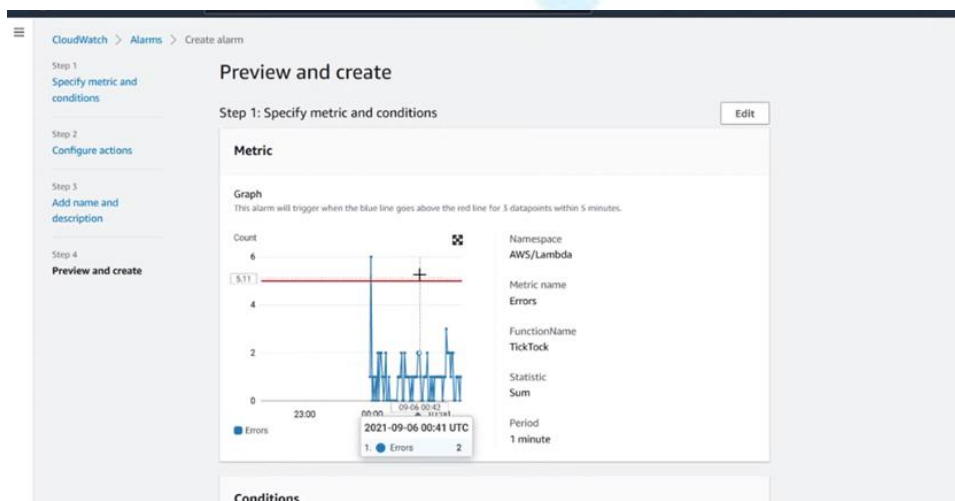 CloudWatch > Alarms > Create alarm
Step 1
Specify metric and
conditions
Step 2
Configure actions
Step 3
Add name and
description
Step 4
Preview and create
Preview and create
Step 1: Specify metric and conditions
Edit
Metric
Graph
This alarm will trigger when the blue line goes above the red line for 3 datapoints within 5 minutes.
Count
6
5.11
4
2
0
23:00
00:00
09-06 00:42
Errors
2021-09-06 00:41 UTC
1. Errors 2
Namespace
AWS/Lambda
Metric name
Errors
FunctionName
TickTock
Statistic
Sum
Period
1 minute
Conditions